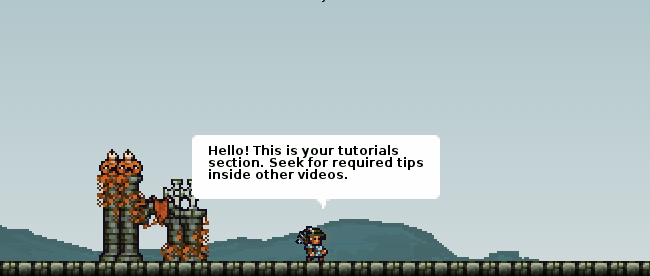 Hello! This is your tutorials
section. Seek for required tips
inside other videos.